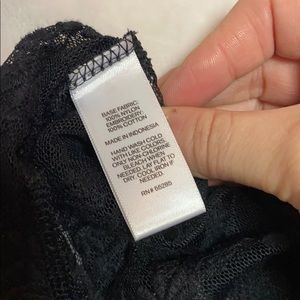 BASE FABRIC:
100% NYLON
EMBROIDERY:
100% COTTON
MADE IN INDONESIA
HAND WASH COLD
WITH LIKE COLORS.
ONLY NON-CHLORINE
BLEACH WHEN
NEEDED. LAY FLAT TO
DRY. COOL IRON IF
NEEDED.
RN# 66285